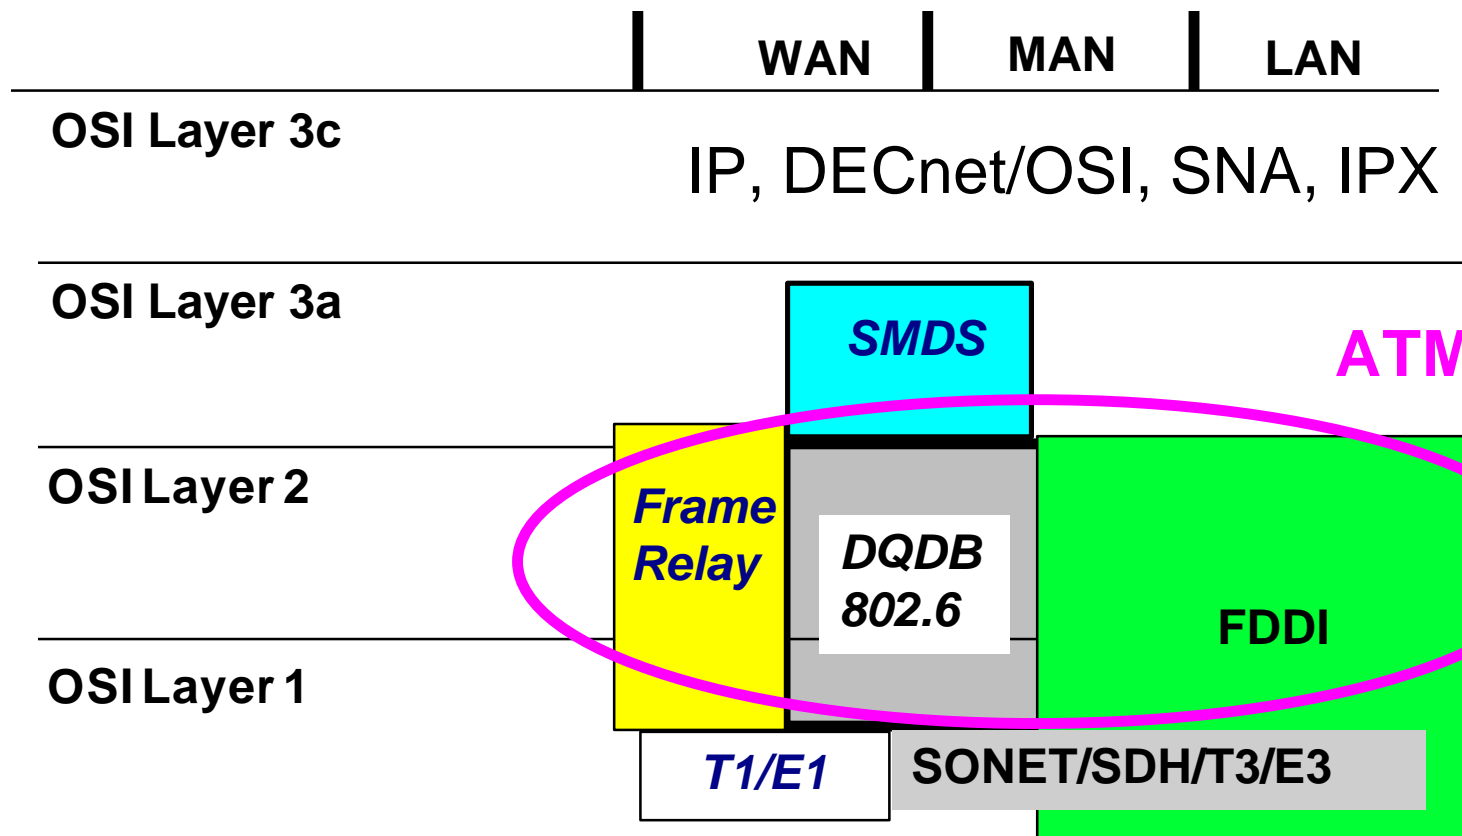 WAN MAN LAN
OSI Layer 3c
IP, DECnet/OSI, SNA, IPX
OSI Layer 3a
SMDS
ATM
OSI Layer 2
Frame
Relay
DQDB
802.6
FDDI
OSI Layer 1
T1/E1
SONET/SDH/T3/E3